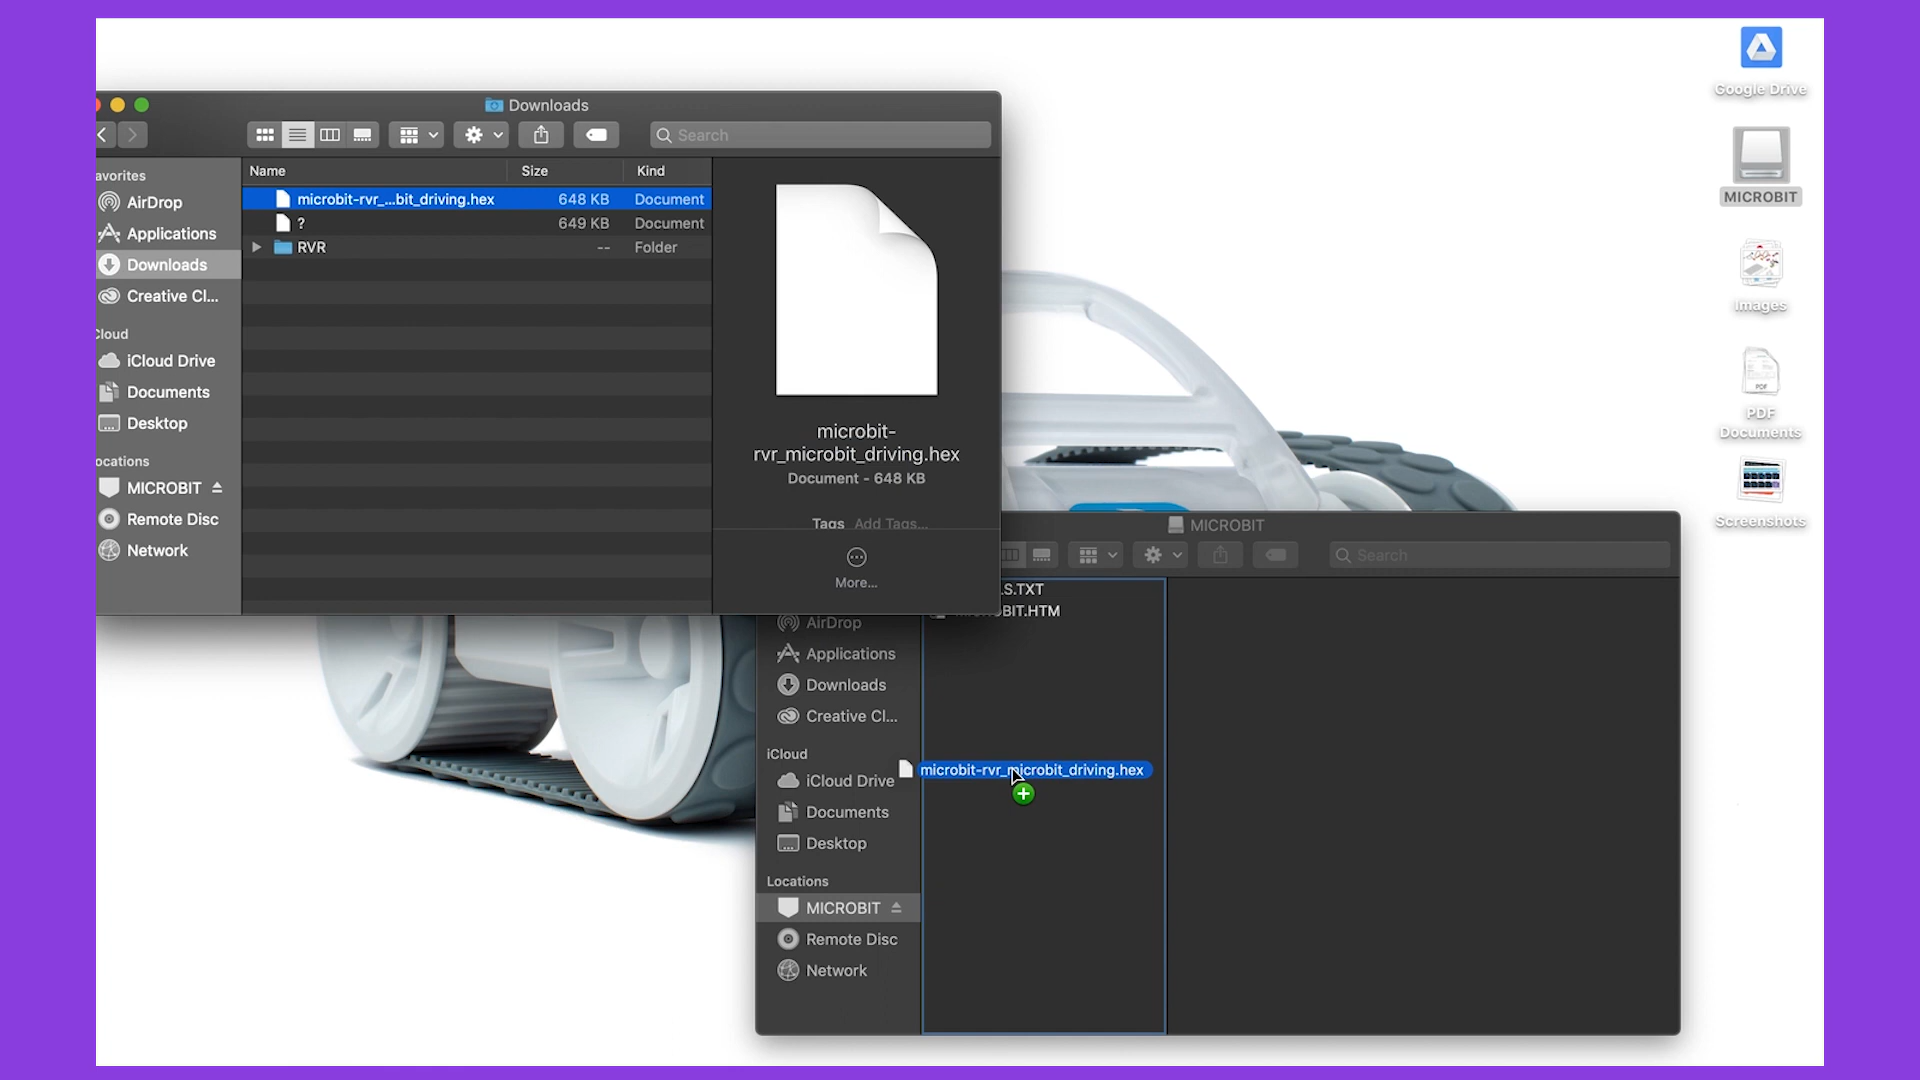 Downloads
Search
avorites
AirDrop
Applications
Downloads
Creative Cl...
Cloud
iCloud Drive
Documents
Desktop
ocations
MICROBIT
Remote Disc
Network
Name Size Kind
microbit-rvr_...bit_driving.hex 648 KB Document
? 649 KB Document
RVR -- Folder
microbit-
rvr_microbit_driving.hex
Document - 648 KB
Tags Add Tags...
More...
MICROBIT
Search
AirDrop
Applications
Downloads
Creative Cl...
iCloud
iCloud Drive
Documents
Desktop
Locations
MICROBIT
Remote Disc
Network
LS.TXT
BIT.HTM
microbit-rvr_microbit_driving.hex
Google Drive
MICROBIT
Images
PDF
PDF
Documents
Screenshots